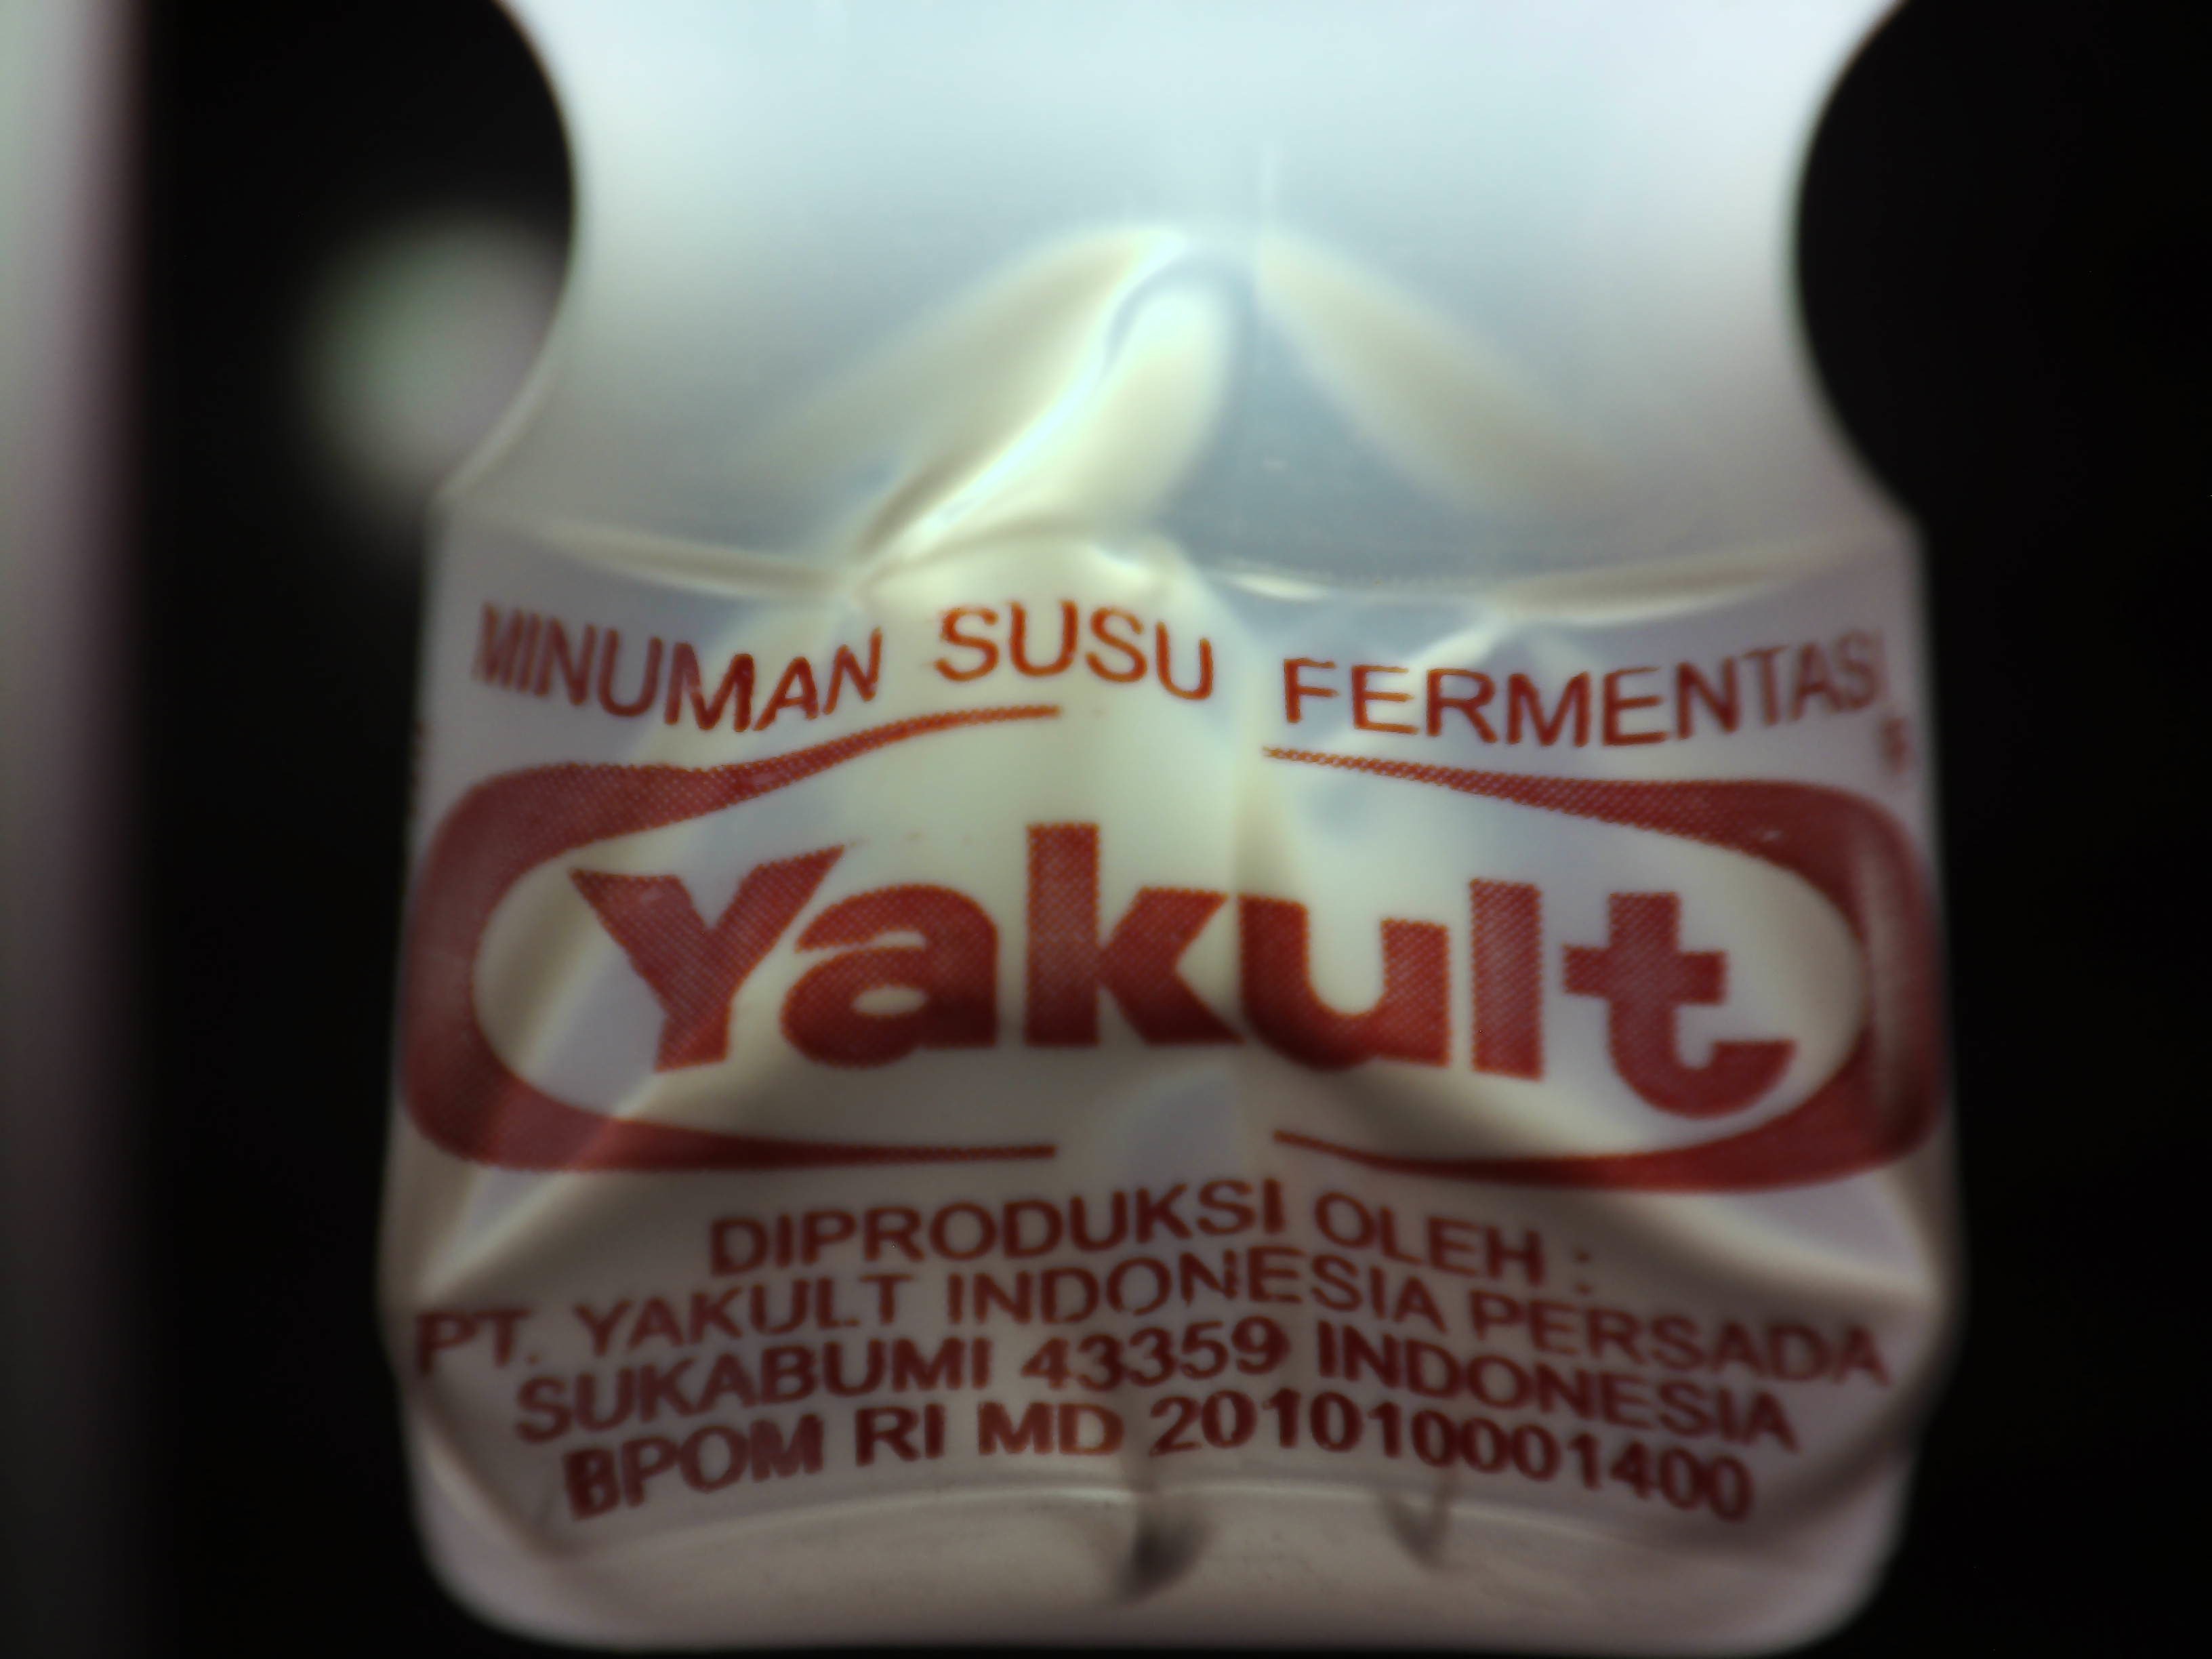 MINUMAN SUSU FERMENTASI
Yakult
DIPRODUKSI OLEH :
PT. YAKULT INDONESIA PERSADA
SUKABUMI 43359 INDONESIA
BPOM RI MD 201010001400